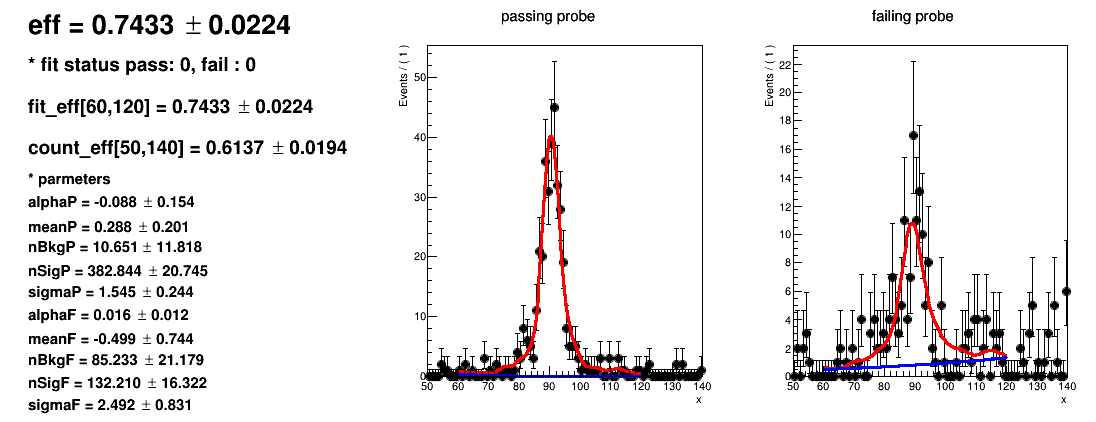 eff = 0.7433 ± 0.0224
* fit status pass: 0, fail : 0
fit_eff[60,120] = 0.7433 ± 0.0224
count_eff[50,140] = 0.6137 ± 0.0194
* parmeters
alphaP = -0.088 ± 0.154
meanP = 0.288 ± 0.201
nBkgP = 10.651 ± 11.818
nSigP = 382.844 ± 20.745
sigmaP = 1.545 ± 0.244
alphaF = 0.016 ± 0.012
meanF = -0.499 ± 0.744
nBkgF = 85.233 ± 21.179
nSigF = 132.210 ± 16.322
sigmaF = 2.492 ± 0.831
passing probe
Events / ( 1 )
50
40
30
20
10
0
50 60 70 80 90 100 110 120 130 140
x
failing probe
Events / ( 1 )
22
20
18
16
14
12
10
8
6
4
2
0
50 60 70 80 90 100 110 120 130 140
x